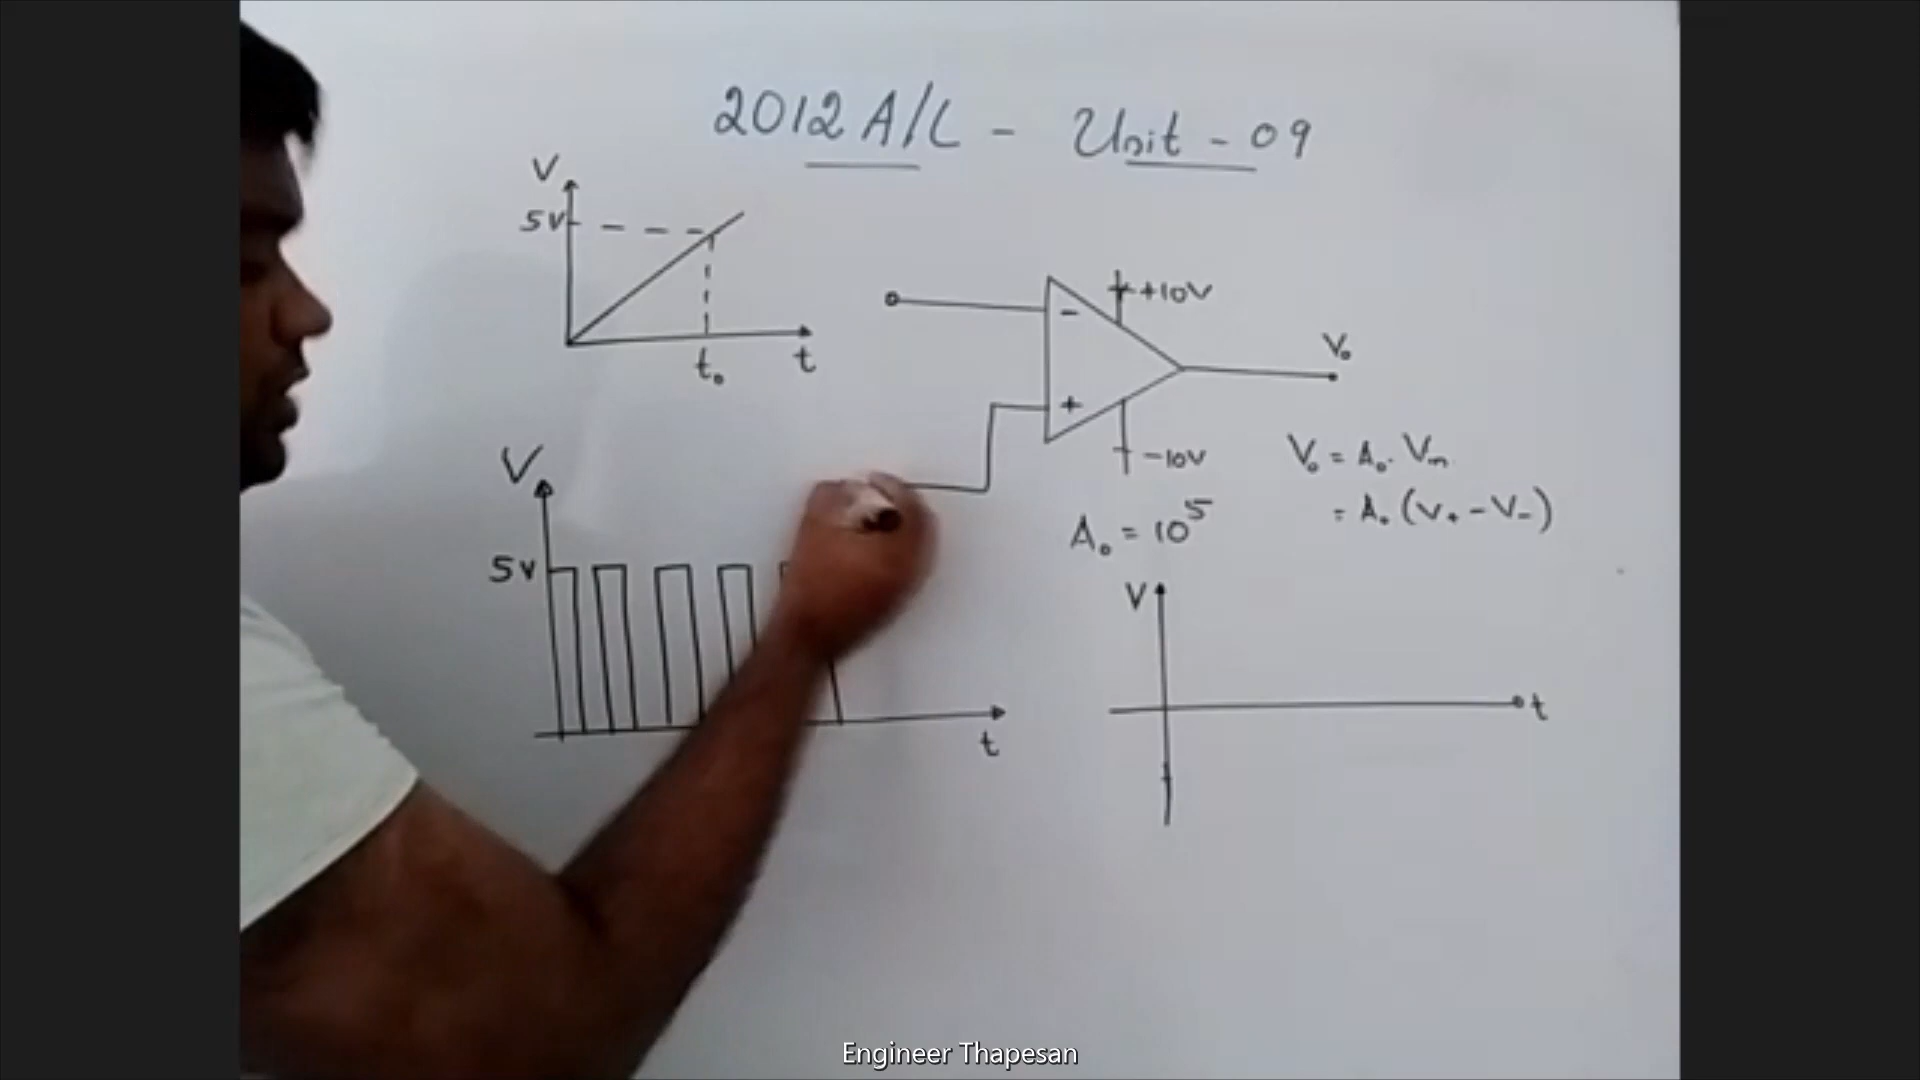 2012 A/L - Unit - 09
V
5V
t₀
t
-
+10V
V₀
+
-10V
V₀ = A₀. Vᵢₙ
= A₀ (V₊ - V₋)
A₀ = 10⁵
V
5V
t
V
t
Engineer Thapesan